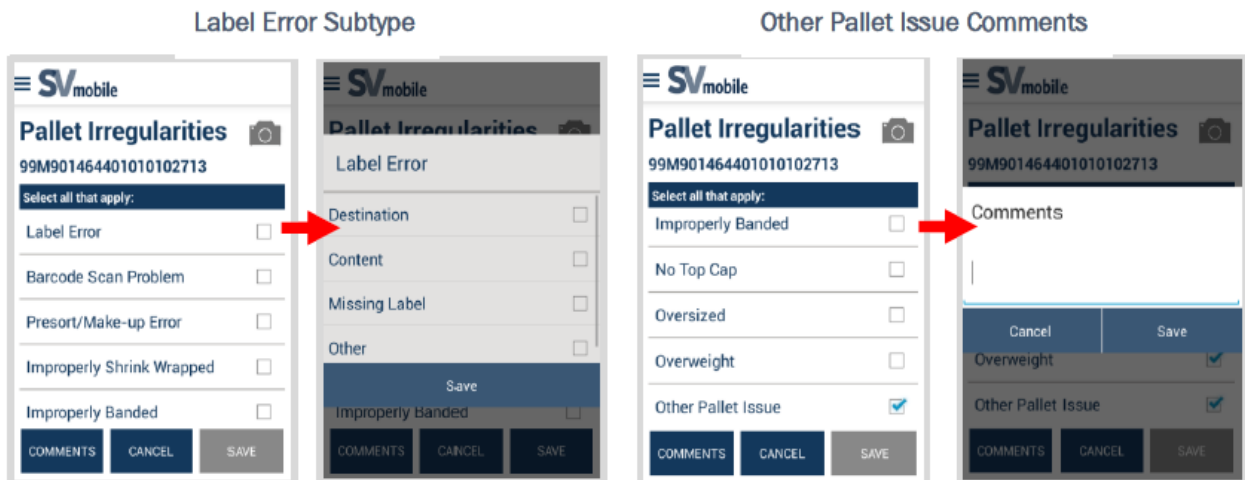 Label Error Subtype
Other Pallet Issue Comments
SVmobile
Pallet Irregularities
99M901464401010102713
Select all that apply:
Label Error
Barcode Scan Problem
Presort/Make-up Error
Improperly Shrink Wrapped
Improperly Banded
COMMENTS CANCEL SAVE
SVmobile
Pallet Irregularities
Label Error
Destination
Content
Missing Label
Other
Save
Improperly Banded
COMMENTS CANCEL SAVE
SVmobile
Pallet Irregularities
99M901464401010102713
Select all that apply:
Improperly Banded
No Top Cap
Oversized
Overweight
Other Pallet Issue
COMMENTS CANCEL SAVE
SVmobile
Pallet Irregularities
99M901464401010102713
Comments
Cancel Save
Overweight
Other Pallet Issue
COMMENTS CANCEL SAVE